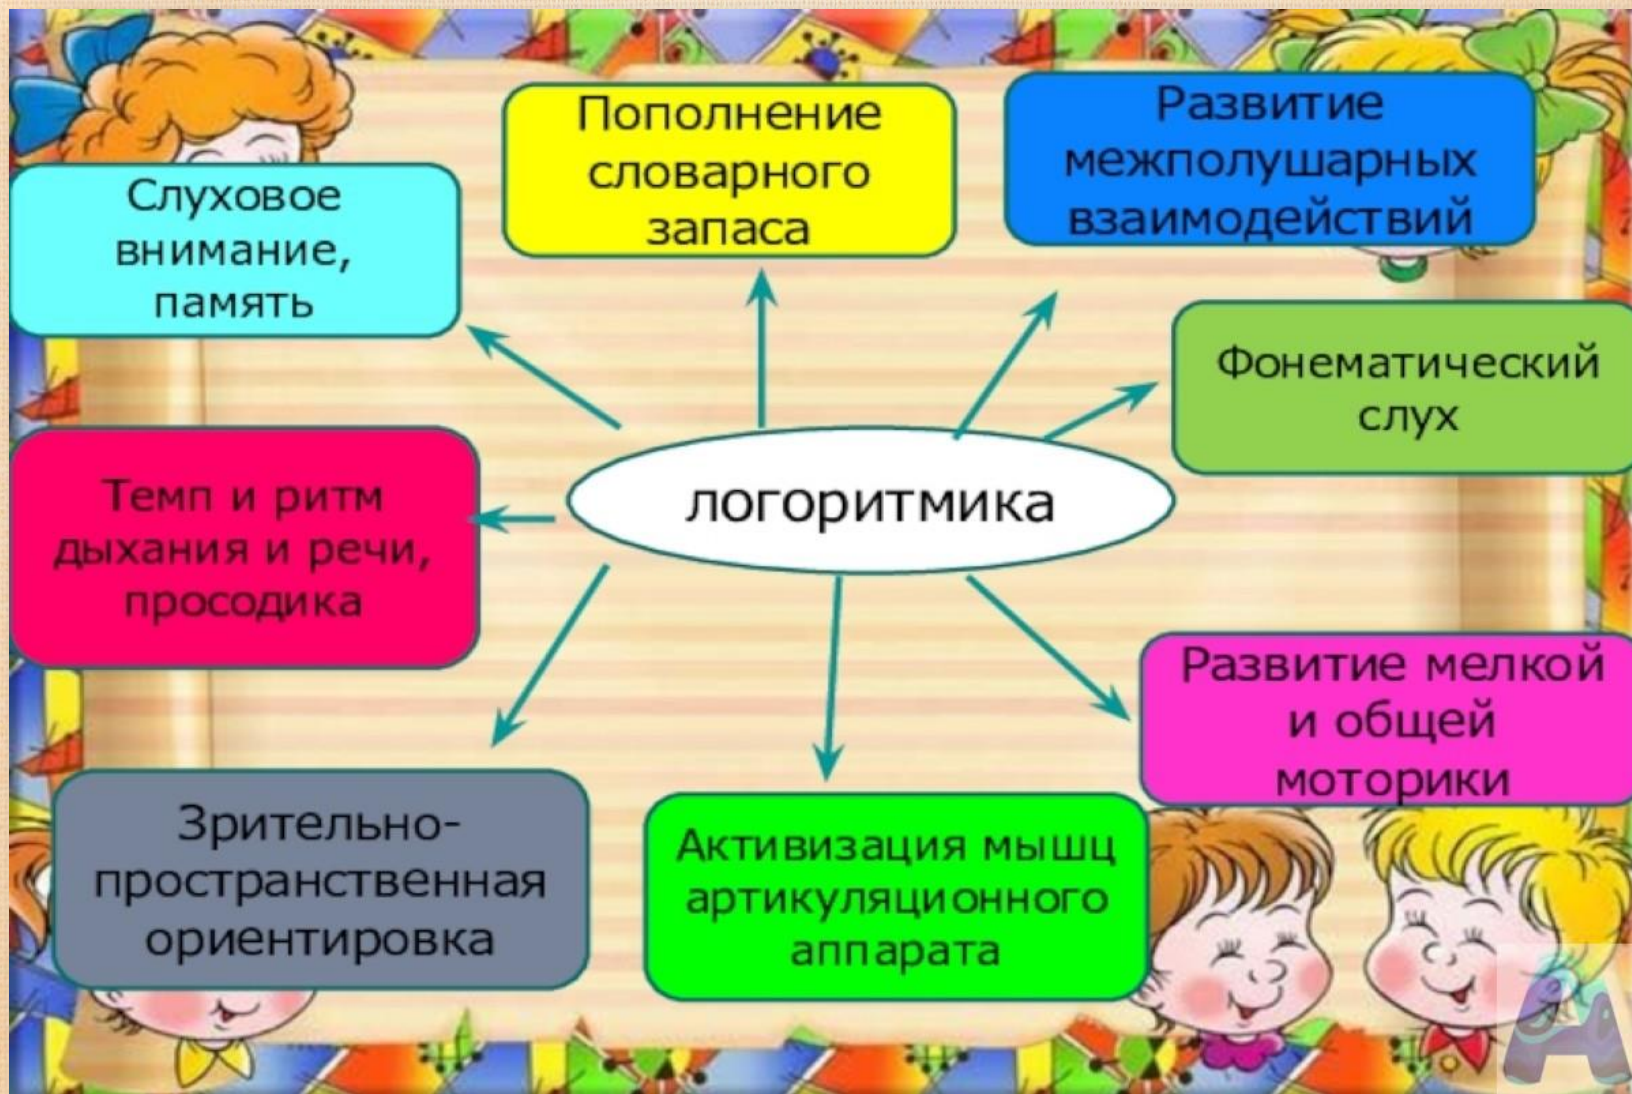 Пополнение
словарного
запаса
Развитие
межполушарных
взаимодействий
Слуховое
внимание,
память
Фонематический
слух
логоритмика
Темп и ритм
дыхания и речи,
просодика
Развитие мелкой
и общей
моторики
Зрительно-
пространственная
ориентировка
Активизация мышц
артикуляционного
аппарата